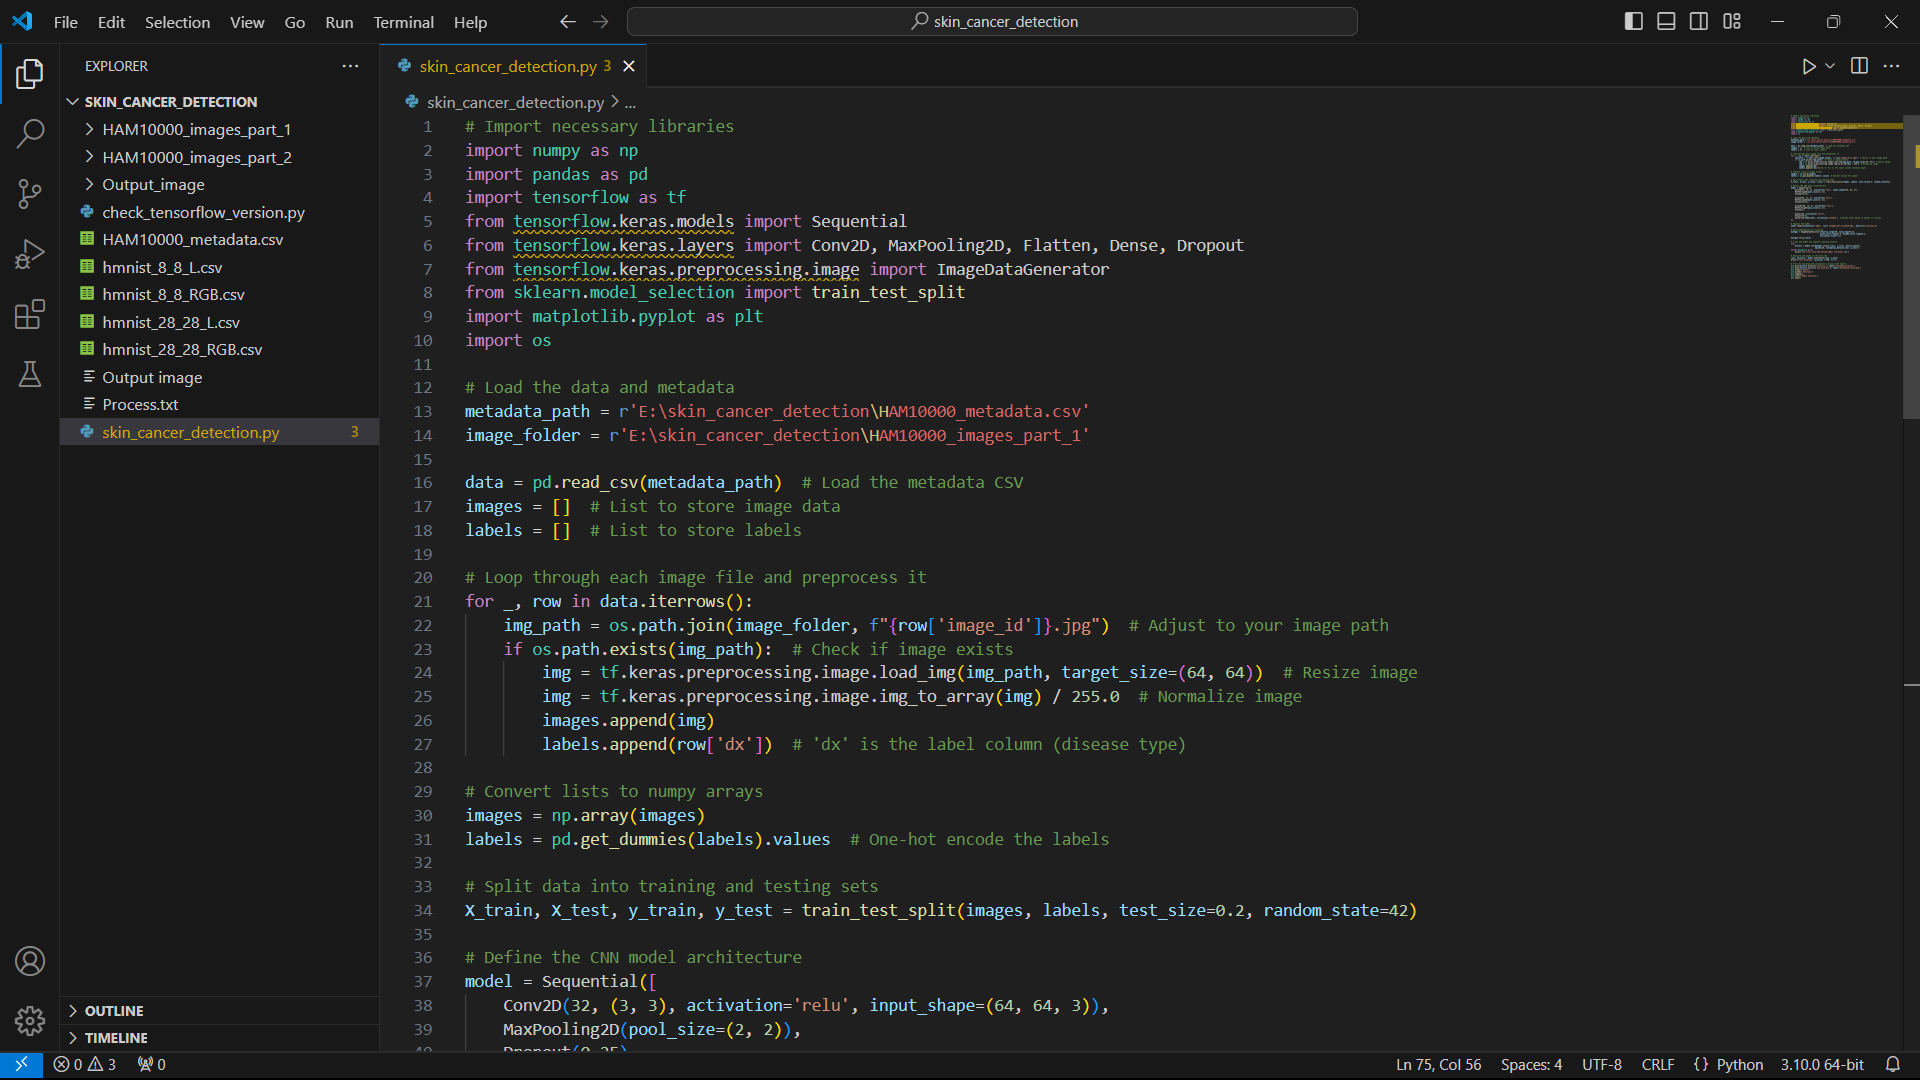 File Edit Selection View Go Run Terminal Help
skin_cancer_detection
EXPLORER
SKIN_CANCER_DETECTION
HAM10000_images_part_1
HAM10000_images_part_2
Output_image
check_tensorflow_version.py
HAM10000_metadata.csv
hmnist_8_8_L.csv
hmnist_8_8_RGB.csv
hmnist_28_28_L.csv
hmnist_28_28_RGB.csv
Output image
Process.txt
skin_cancer_detection.py 3
OUTLINE
TIMELINE
skin_cancer_detection.py 3
skin_cancer_detection.py > ...
1 # Import necessary libraries
2 import numpy as np
3 import pandas as pd
4 import tensorflow as tf
5 from tensorflow.keras.models import Sequential
6 from tensorflow.keras.layers import Conv2D, MaxPooling2D, Flatten, Dense, Dropout
7 from tensorflow.keras.preprocessing.image import ImageDataGenerator
8 from sklearn.model_selection import train_test_split
9 import matplotlib.pyplot as plt
10 import os
11
12 # Load the data and metadata
13 metadata_path = r'E:\skin_cancer_detection\HAM10000_metadata.csv'
14 image_folder = r'E:\skin_cancer_detection\HAM10000_images_part_1'
15
16 data = pd.read_csv(metadata_path)  # Load the metadata CSV
17 images = []  # List to store image data
18 labels = []  # List to store labels
19
20 # Loop through each image file and preprocess it
21 for _, row in data.iterrows():
22     img_path = os.path.join(image_folder, f"{row['image_id']}.jpg")  # Adjust to your image path
23     if os.path.exists(img_path):  # Check if image exists
24         img = tf.keras.preprocessing.image.load_img(img_path, target_size=(64, 64))  # Resize image
25         img = tf.keras.preprocessing.image.img_to_array(img) / 255.0  # Normalize image
26         images.append(img)
27         labels.append(row['dx'])  # 'dx' is the label column (disease type)
28
29 # Convert lists to numpy arrays
30 images = np.array(images)
31 labels = pd.get_dummies(labels).values  # One-hot encode the labels
32
33 # Split data into training and testing sets
34 X_train, X_test, y_train, y_test = train_test_split(images, labels, test_size=0.2, random_state=42)
35
36 # Define the CNN model architecture
37 model = Sequential([
38     Conv2D(32, (3, 3), activation='relu', input_shape=(64, 64, 3)),
39     MaxPooling2D(pool_size=(2, 2)),
40     Dropout(0.25),
0 3 0
Ln 75, Col 56 Spaces: 4 UTF-8 CRLF {} Python 3.10.0 64-bit